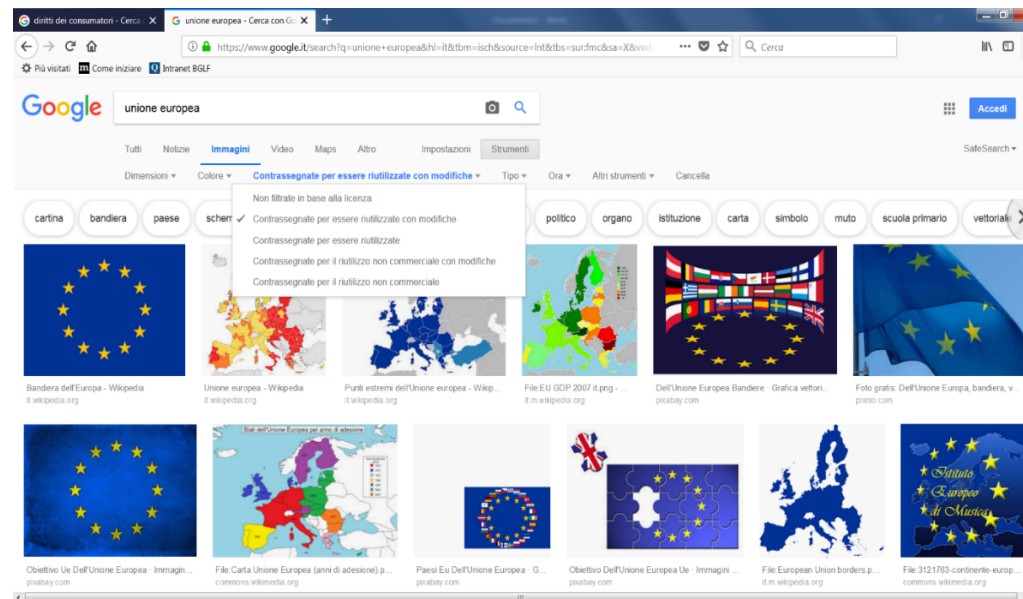 diritti dei consumatori - Cerca
unione europea - Cerca con Go
https://www.google.it/search?q=unione+europea&hl=it&tbm=isch&source=lnt&tbs=sur:fmc&sa=X&ved
Cerca
Più visitati
Come iniziare
Intranet BGLF
Google
unione europea
Accedi
Tutti Notizie Immagini Video Maps Altro Impostazioni Strumenti
SafeSearch
Dimensioni Colore Contrassegnate per essere riutilizzate con modifiche Tipo Ora Altri strumenti Cancella
Non filtrate in base alla licenza
Contrassegnate per essere riutilizzate con modifiche
Contrassegnate per essere riutilizzate
Contrassegnate per il riutilizzo non commerciale con modifiche
Contrassegnate per il riutilizzo non commerciale
cartina bandiera paese scher politico organo istituzione carta simbolo muto scuola primario vettoriale
Bandiera dell'Europa - Wikipedia
it.wikipedia.org
Unione europea - Wikipedia
it.wikipedia.org
Punti estremi dell'Unione europea - Wikip...
it.wikipedia.org
File:EU GDP 2007 it.png - ...
it.m.wikipedia.org
Dell'Unione Europea Bandiere · Grafica vettori...
pixabay.com
Foto gratis: Dell'Unione Europa, bandiera, v...
pixnio.com
Stati dell'Unione Europea per anno di adesione
Istituto
Europeo
di Musica
Obiettivo Ue Dell'Unione Europea · Immagin...
pixabay.com
File:Carta Unione Europea (anni di adesione).p...
commons.wikimedia.org
Paesi Eu Dell'Unione Europea · G...
pixabay.com
Obiettivo Dell'Unione Europea Ue · Immagini ...
pixabay.com
File:European Union borders.p...
it.m.wikipedia.org
File:3121763-continente-europ...
commons.wikimedia.org